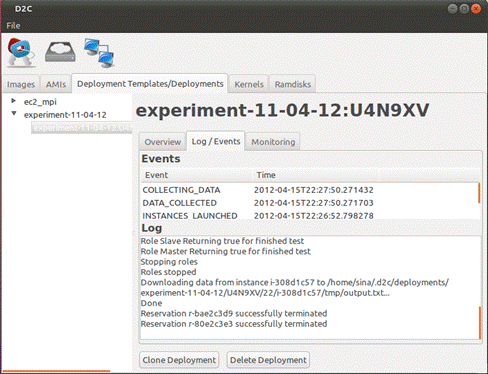 D2C
File
Images AMIs Deployment Templates/Deployments Kernels Ramdisks
ec2_mpi
experiment-11-04-12
experiment-11-04-12:U4N
experiment-11-04-12:U4N9XV
Overview Log / Events Monitoring
Events
Event Time
COLLECTING_DATA 2012-04-15T22:27:50.271432
DATA_COLLECTED 2012-04-15T22:27:50.271703
INSTANCES_LAUNCHED 2012-04-15T22:26:52.798278
Log
Role Slave Returning true for finished test
Role Master Returning true for finished test
Stopping roles
Roles stopped
Downloading data from instance i-308d1c57 to /home/sina/.d2c/deployments/
experiment-11-04-12/U4N9XV/22/i-308d1c57/tmp/output.txt...
Done
Reservation r-bae2c3d9 successfully terminated
Reservation r-80e2c3e3 successfully terminated
Clone Deployment Delete Deployment